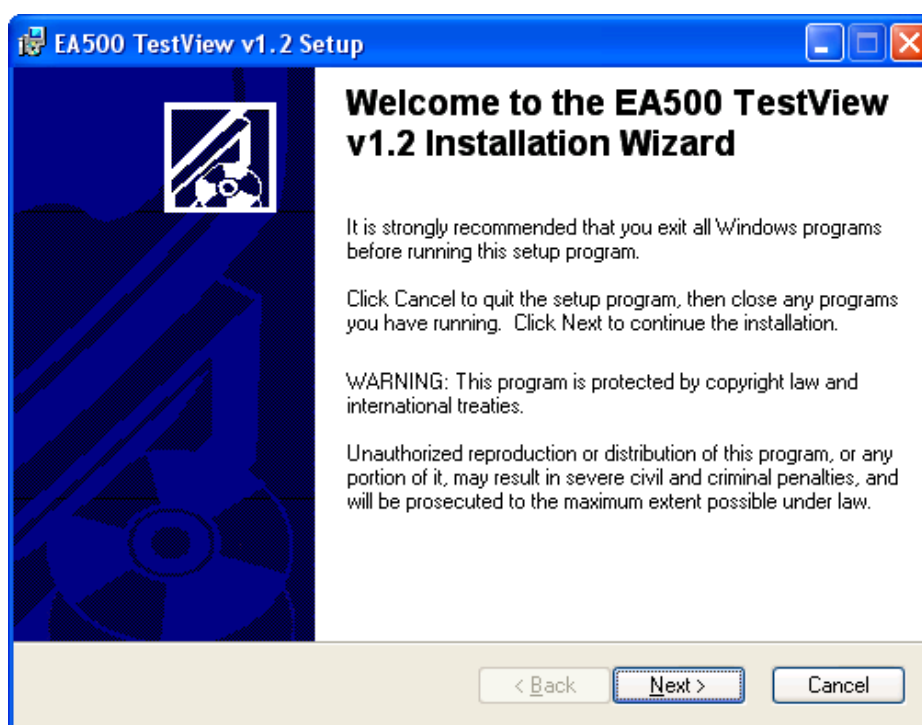 EA500 TestView v1.2 Setup
Welcome to the EA500 TestView
v1.2 Installation Wizard
It is strongly recommended that you exit all Windows programs
before running this setup program.
Click Cancel to quit the setup program, then close any programs
you have running.  Click Next to continue the installation.
WARNING: This program is protected by copyright law and
international treaties.
Unauthorized reproduction or distribution of this program, or any
portion of it, may result in severe civil and criminal penalties, and
will be prosecuted to the maximum extent possible under law.
< Back Next > Cancel